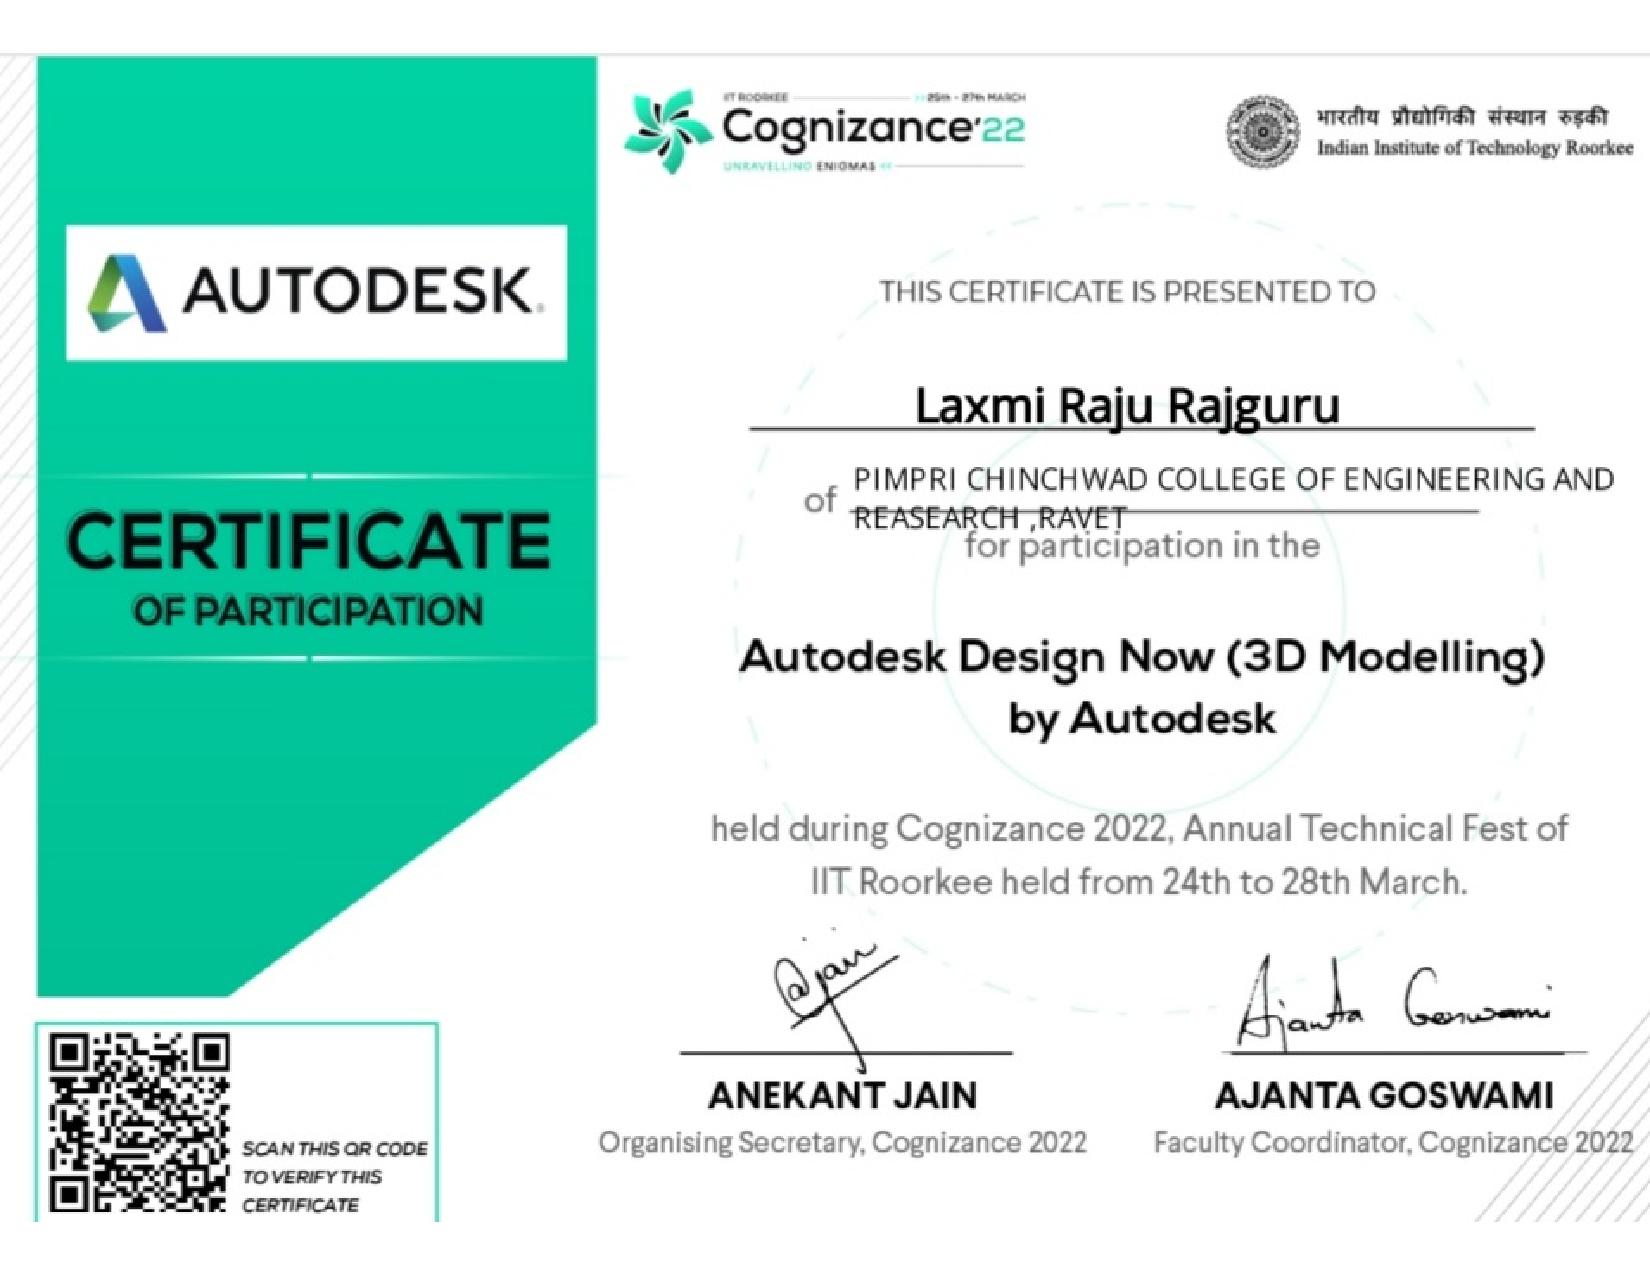 IIT ROORKEE
25th - 27th MARCH
Cognizance'22
UNRAVELLING ENIGMAS
भारतीय प्रौद्योगिकी संस्थान रुड़की
Indian Institute of Technology Roorkee
AUTODESK
CERTIFICATE
OF PARTICIPATION
THIS CERTIFICATE IS PRESENTED TO
Laxmi Raju Rajguru
of PIMPRI CHINCHWAD COLLEGE OF ENGINEERING AND
REASEARCH ,RAVET
for participation in the
Autodesk Design Now (3D Modelling)
by Autodesk
held during Cognizance 2022, Annual Technical Fest of
IIT Roorkee held from 24th to 28th March.
ajain
Ajanta Goswami
ANEKANT JAIN
AJANTA GOSWAMI
Organising Secretary, Cognizance 2022
Faculty Coordinator, Cognizance 2022
SCAN THIS QR CODE
TO VERIFY THIS
CERTIFICATE